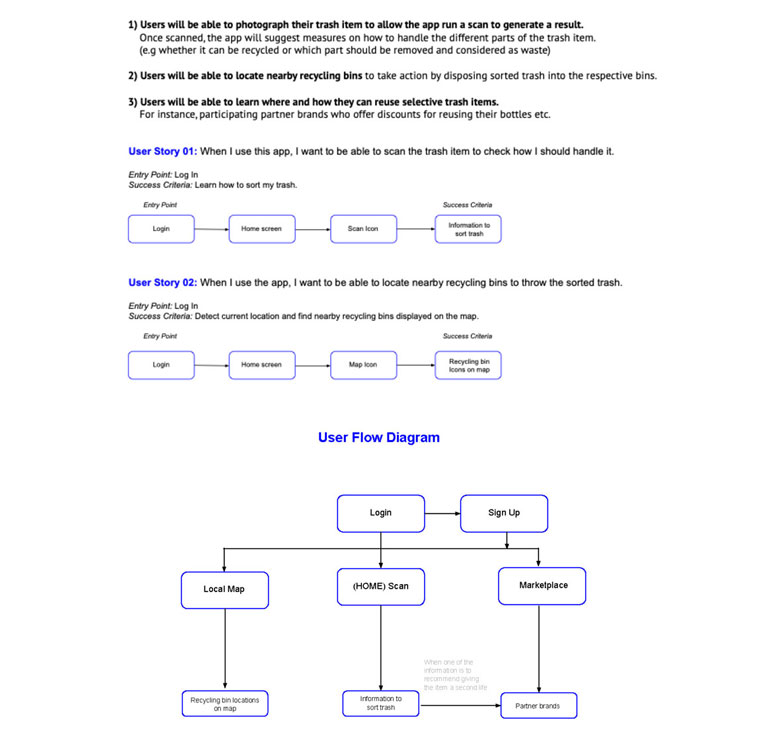 1) Users will be able to photograph their trash item to allow the app run a scan to generate a result.
Once scanned, the app will suggest measures on how to handle the different parts of the trash item.
(e.g whether it can be recycled or which part should be removed and considered as waste)
2) Users will be able to locate nearby recycling bins to take action by disposing sorted trash into the respective bins.
3) Users will be able to learn where and how they can reuse selective trash items.
For instance, participating partner brands who offer discounts for reusing their bottles etc.
User Story 01: When I use this app, I want to be able to scan the trash item to check how I should handle it.
Entry Point: Log In
Success Criteria: Learn how to sort my trash.
Entry Point
Success Criteria
Login
Home screen
Scan Icon
Information to
sort trash
User Story 02: When I use the app, I want to be able to locate nearby recycling bins to throw the sorted trash.
Entry Point: Log In
Success Criteria: Detect current location and find nearby recycling bins displayed on the map.
Entry Point
Success Criteria
Login
Home screen
Map Icon
Recycling bin
Icons on map
User Flow Diagram
Login
Sign Up
Local Map
(HOME) Scan
Marketplace
When one of the
information is to
recommend giving
the item a second life
Recycling bin locations
on map
Information to
sort trash
Partner brands